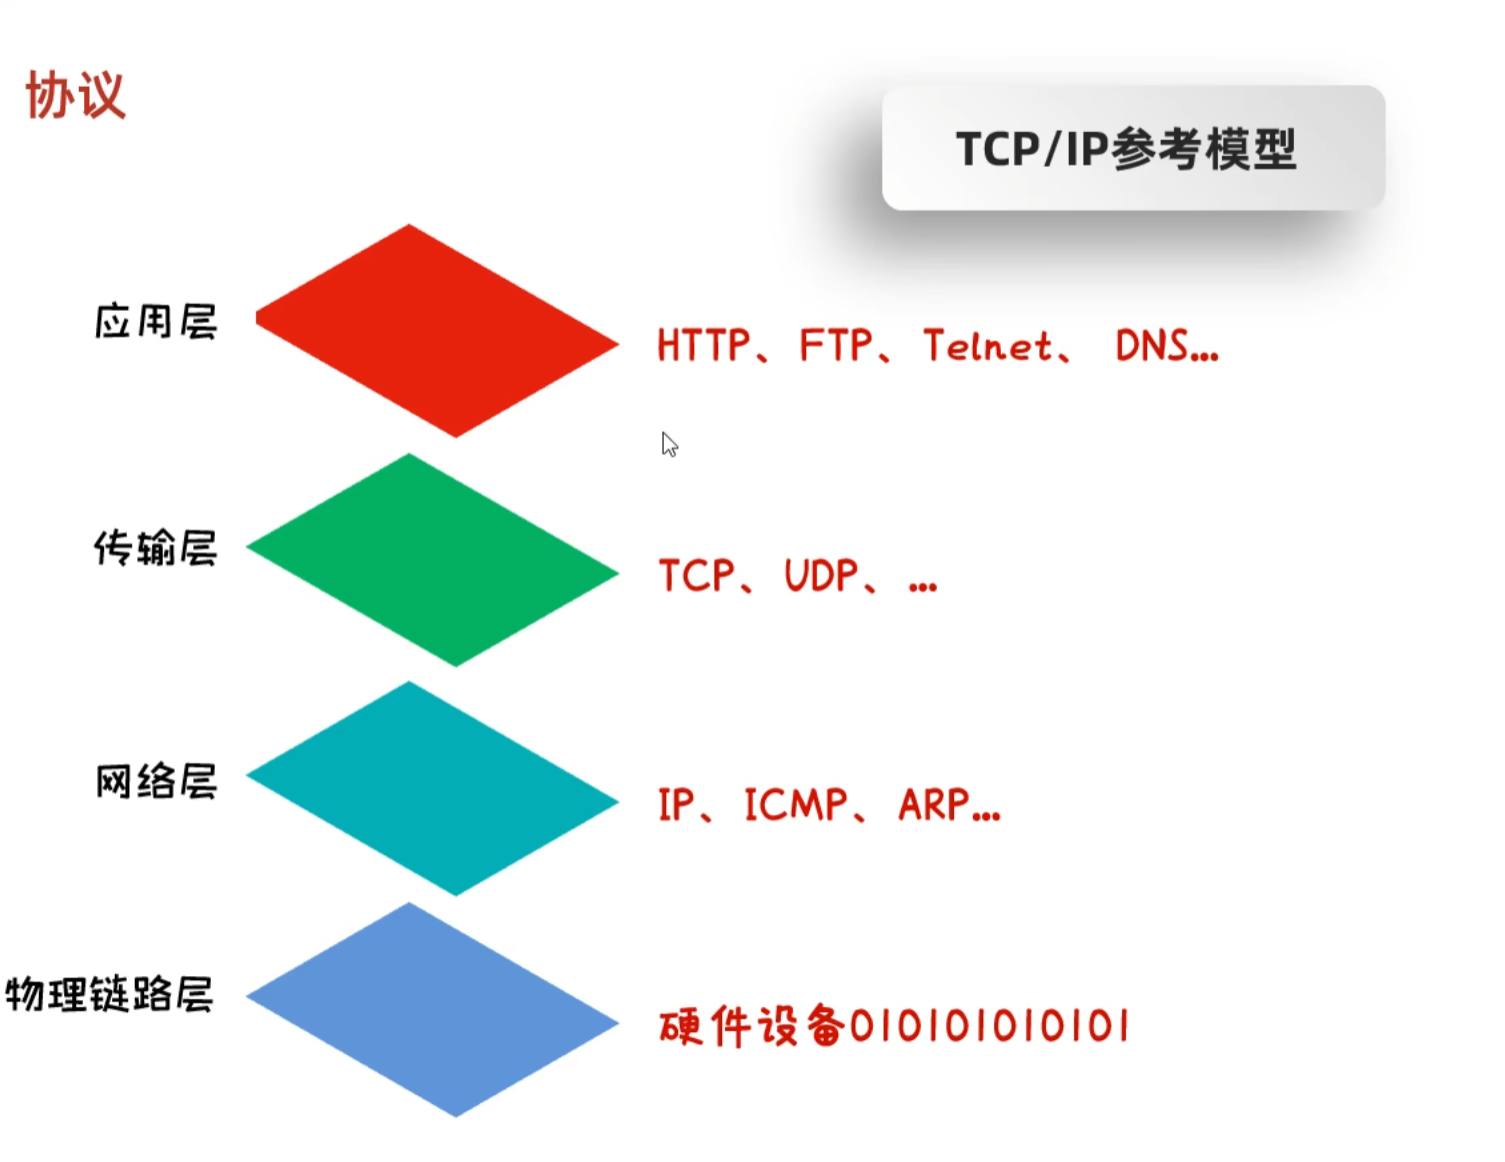 协议
TCP/IP参考模型
应用层
HTTP、FTP、Telnet、 DNS...
传输层
TCP、UDP、...
网络层
IP、ICMP、ARP...
物理链路层
硬件设备010101010101